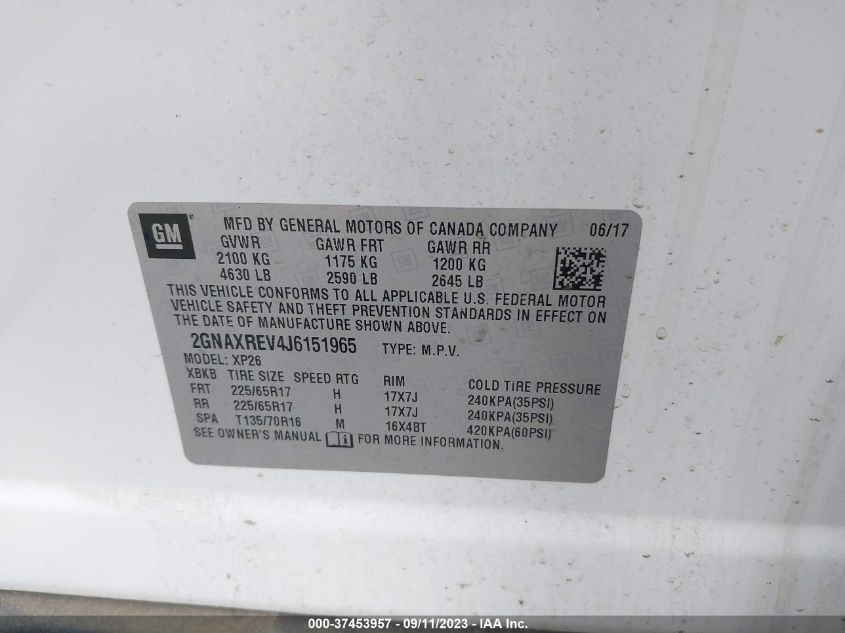 GM
MFD BY GENERAL MOTORS OF CANADA COMPANY 06/17
GVWR GAWR FRT GAWR RR
2100 KG 1175 KG 1200 KG
4630 LB 2590 LB 2645 LB
THIS VEHICLE CONFORMS TO ALL APPLICABLE U.S. FEDERAL MOTOR
VEHICLE SAFETY AND THEFT PREVENTION STANDARDS IN EFFECT ON
THE DATE OF MANUFACTURE SHOWN ABOVE.
2GNAXREV4J6151965 TYPE: M.P.V.
MODEL: XP26
XBKB TIRE SIZE SPEED RTG RIM COLD TIRE PRESSURE
FRT 225/65R17 H 17X7J 240KPA(35PSI)
RR 225/65R17 H 17X7J 240KPA(35PSI)
SPA T135/70R16 M 16X4BT 420KPA(60PSI)
SEE OWNER'S MANUAL FOR MORE INFORMATION.
000-37453957 - 09/11/2023 - IAA Inc.